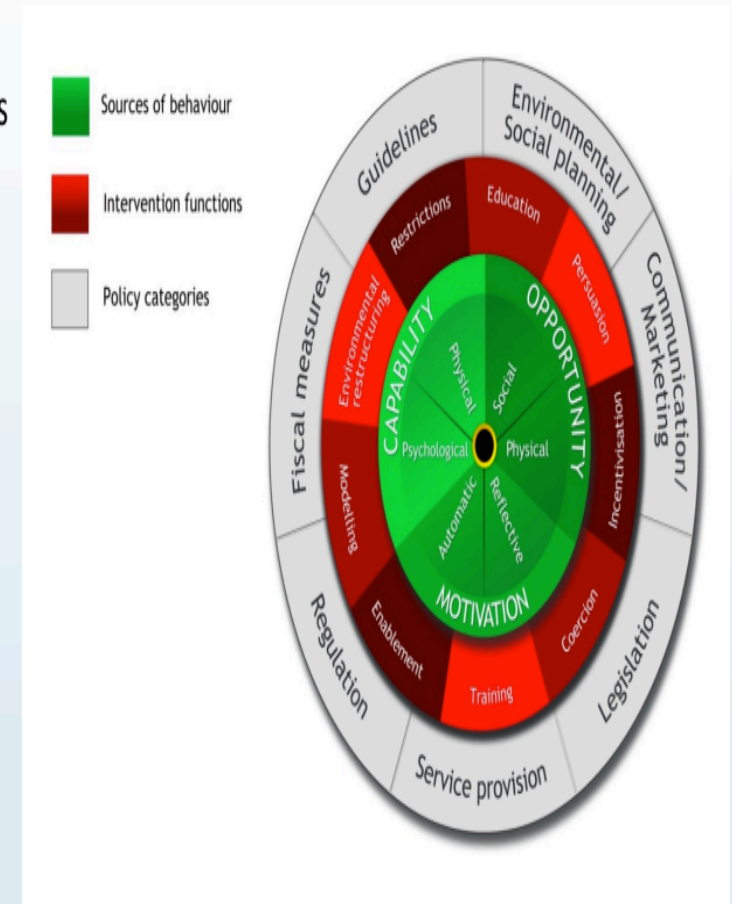 s
Sources of behaviour
Intervention functions
Policy categories
Guidelines
Environmental/
Social planning
Communication/
Marketing
Legislation
Service provision
Regulation
Fiscal measures
Restrictions
Education
Persuasion
Incentivisation
Coercion
Training
Enablement
Modelling
Environmental
restructuring
CAPABILITY
OPPORTUNITY
MOTIVATION
Physical
Social
Physical
Reflective
Automatic
Psychological